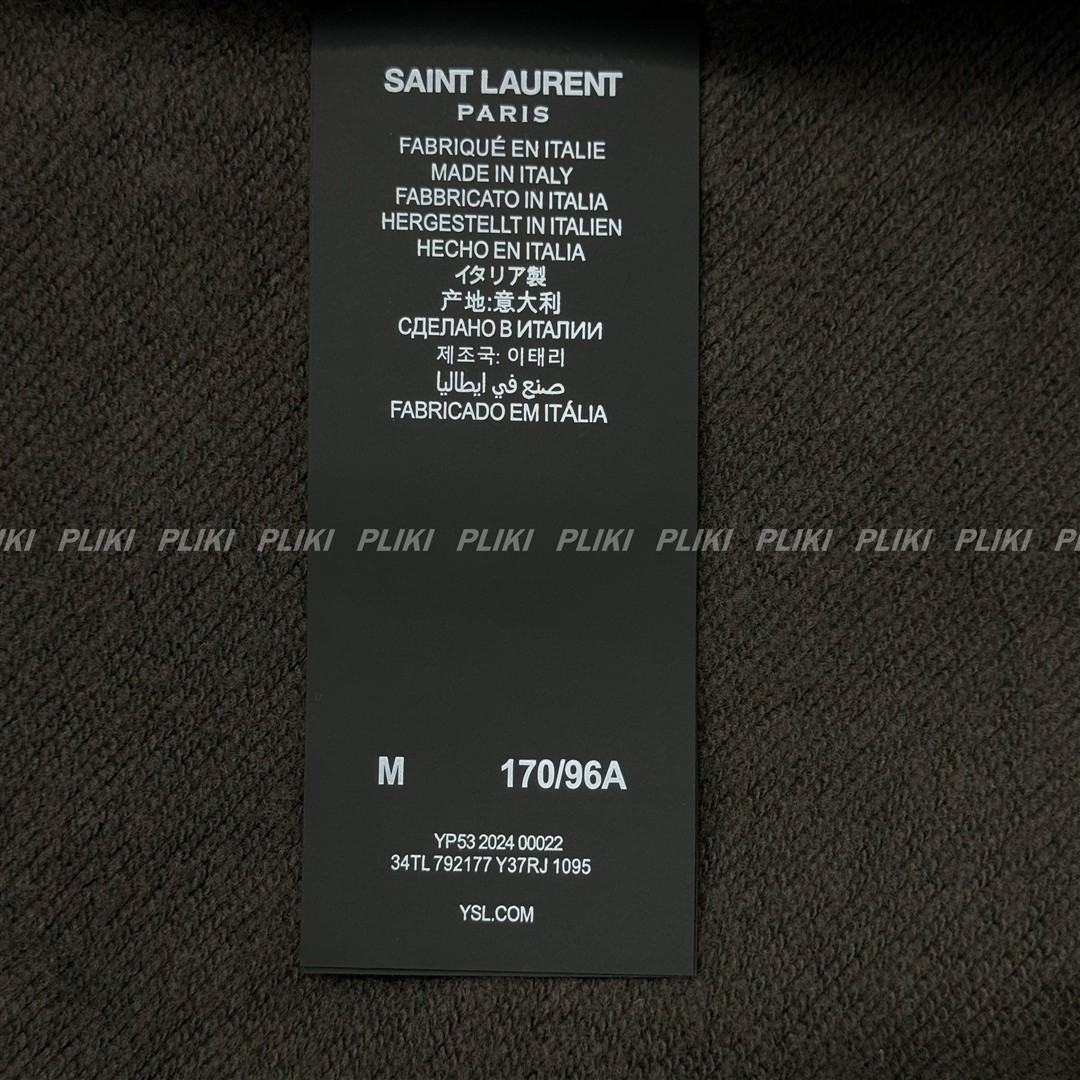 SAINT LAURENT
PARIS
FABRIQUÉ EN ITALIE
MADE IN ITALY
FABBRICATO IN ITALIA
HERGESTELLT IN ITALIEN
HECHO EN ITALIA
イタリア製
产地:意大利
СДЕЛАНО В ИТАЛИИ
제조국: 이태리
صنع في ايطاليا
FABRICADO EM ITÁLIA
PLIKI PLIKI PLIKI PLIKI PLIKI PLIKI PLIKI PLIKI PLIKI PLIKI
M 170/96A
YP53 2024 00022
34TL 792177 Y37RJ 1095
YSL.COM